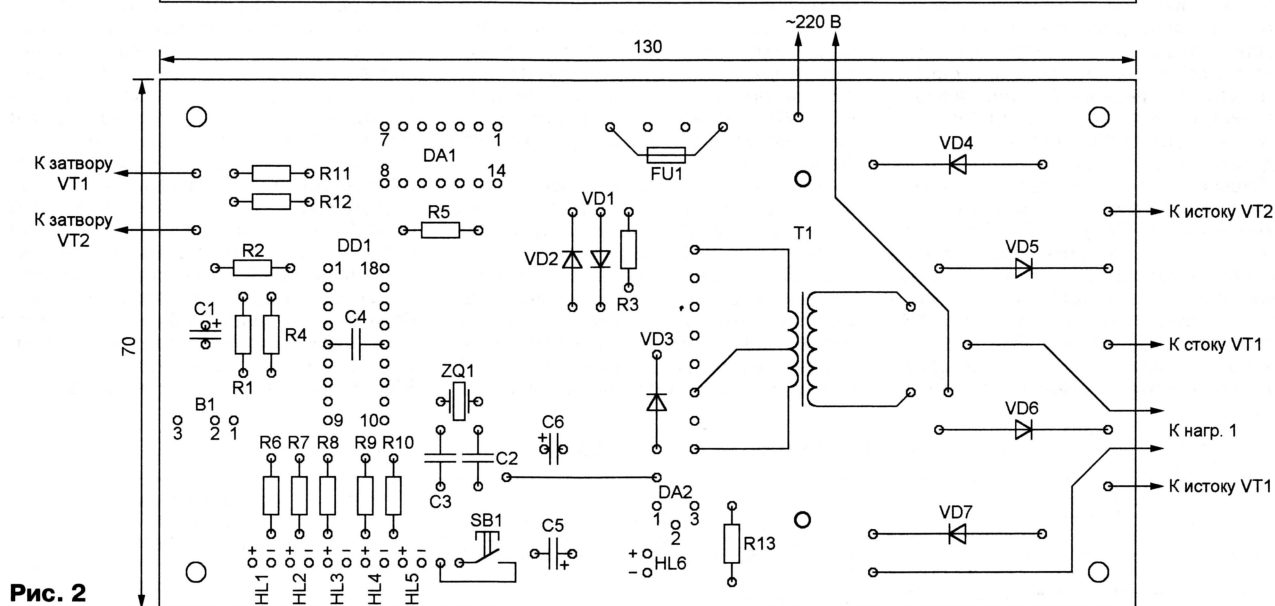 ~220 В
130
7
1
DA1
8
14
FU1
VD4
К затвору
VT1
R11
R12
К затвору
VT2
R5
VD1
VD2
R3
T1
К истоку VT2
VD5
R2
DD1
1
18
C1
+
C4
R4
R1
VD3
К стоку VT1
70
ZQ1
B1
3
2
1
9
10
C6
+
VD6
К нагр. 1
R6
R7
R8
R9
R10
C2
C3
К истоку VT1
DA2
1
3
2
SB1
C5
+
R13
VD7
+
–
+
–
+
–
+
–
+
–
HL1
HL2
HL3
HL4
HL5
+
–
HL6
Рис. 2